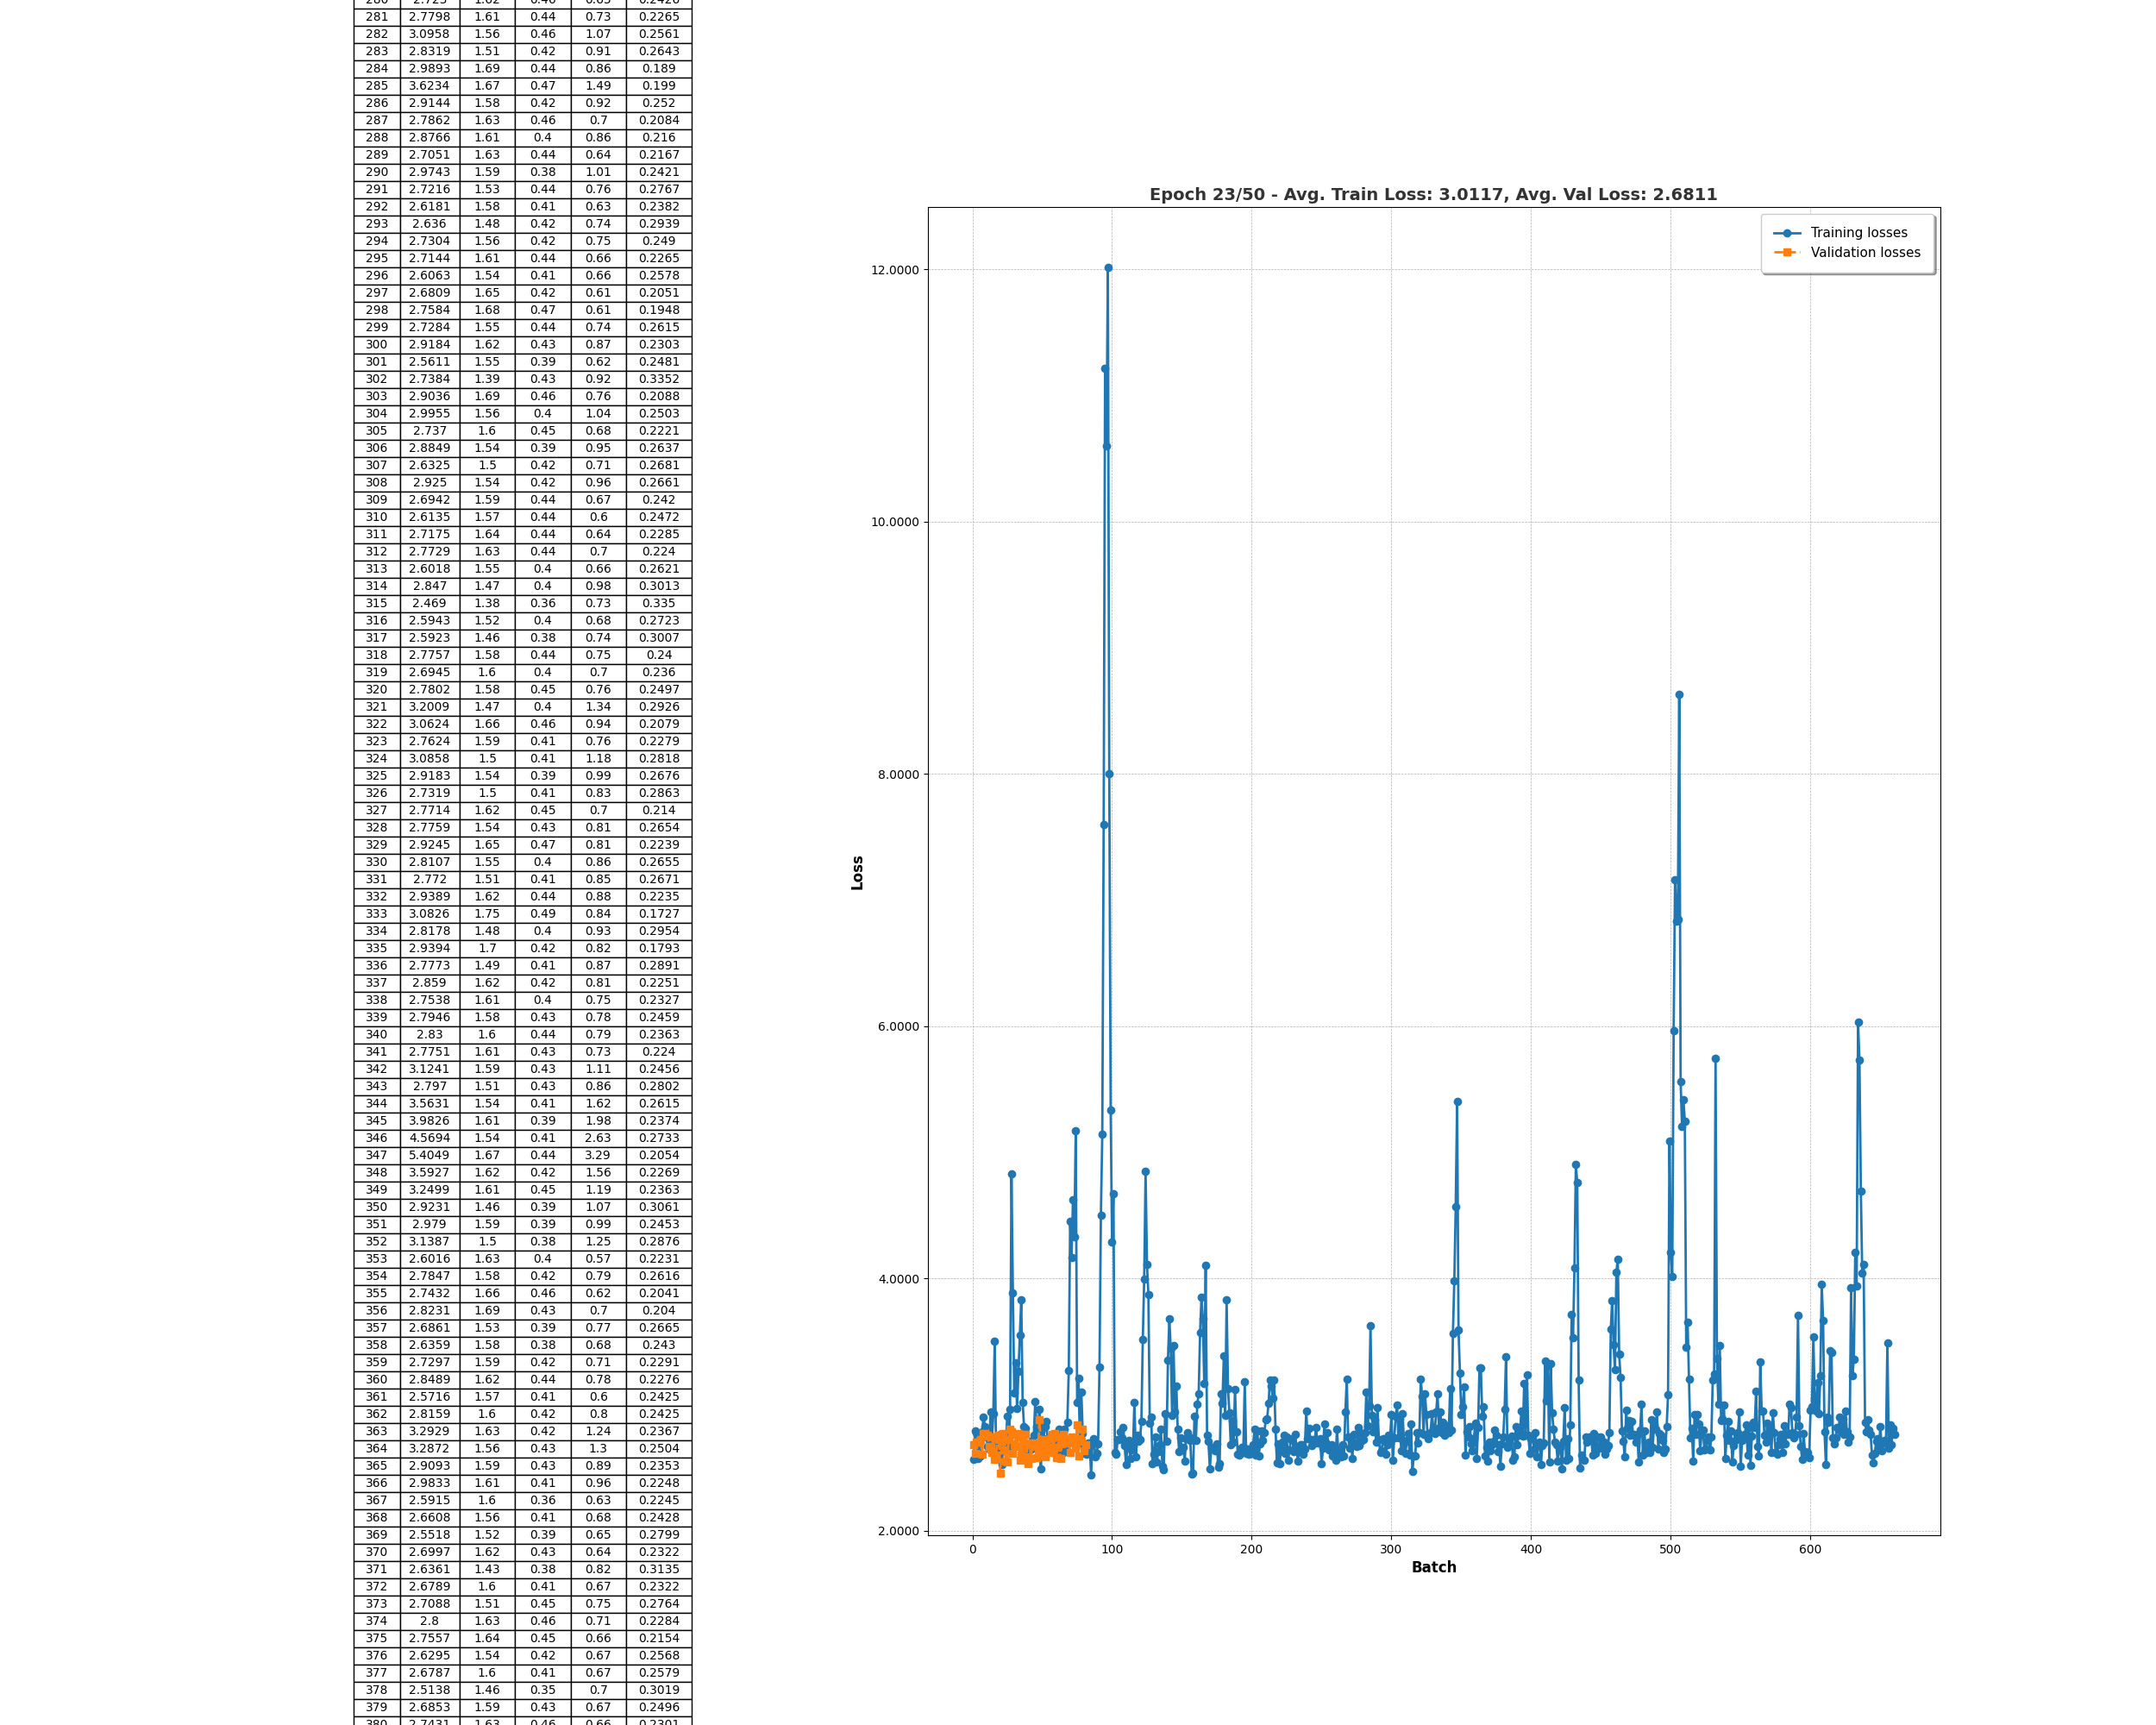 281 2.7798 1.61 0.44 0.73 0.2265
282 3.0958 1.56 0.46 1.07 0.2561
283 2.8319 1.51 0.42 0.91 0.2643
284 2.9893 1.69 0.44 0.86 0.189
285 3.6234 1.67 0.47 1.49 0.199
286 2.9144 1.58 0.42 0.92 0.252
287 2.7862 1.63 0.46 0.7 0.2084
288 2.8766 1.61 0.4 0.86 0.216
289 2.7051 1.63 0.44 0.64 0.2167
290 2.9743 1.59 0.38 1.01 0.2421
291 2.7216 1.53 0.44 0.76 0.2767
292 2.6181 1.58 0.41 0.63 0.2382
293 2.636 1.48 0.42 0.74 0.2939
294 2.7304 1.56 0.42 0.75 0.249
295 2.7144 1.61 0.44 0.66 0.2265
296 2.6063 1.54 0.41 0.66 0.2578
297 2.6809 1.65 0.42 0.61 0.2051
298 2.7584 1.68 0.47 0.61 0.1948
299 2.7284 1.55 0.44 0.74 0.2615
300 2.9184 1.62 0.43 0.87 0.2303
301 2.5611 1.55 0.39 0.62 0.2481
302 2.7384 1.39 0.43 0.92 0.3352
303 2.9036 1.69 0.46 0.76 0.2088
304 2.9955 1.56 0.4 1.04 0.2503
305 2.737 1.6 0.45 0.68 0.2221
306 2.8849 1.54 0.39 0.95 0.2637
307 2.6325 1.5 0.42 0.71 0.2681
308 2.925 1.54 0.42 0.96 0.2661
309 2.6942 1.59 0.44 0.67 0.242
310 2.6135 1.57 0.44 0.6 0.2472
311 2.7175 1.64 0.44 0.64 0.2285
312 2.7729 1.63 0.44 0.7 0.224
313 2.6018 1.55 0.4 0.66 0.2621
314 2.847 1.47 0.4 0.98 0.3013
315 2.469 1.38 0.36 0.73 0.335
316 2.5943 1.52 0.4 0.68 0.2723
317 2.5923 1.46 0.38 0.74 0.3007
318 2.7757 1.58 0.44 0.75 0.24
319 2.6945 1.6 0.4 0.7 0.236
320 2.7802 1.58 0.45 0.76 0.2497
321 3.2009 1.47 0.4 1.34 0.2926
322 3.0624 1.66 0.46 0.94 0.2079
323 2.7624 1.59 0.41 0.76 0.2279
324 3.0858 1.5 0.41 1.18 0.2818
325 2.9183 1.54 0.39 0.99 0.2676
326 2.7319 1.5 0.41 0.83 0.2863
327 2.7714 1.62 0.45 0.7 0.214
328 2.7759 1.54 0.43 0.81 0.2654
329 2.9245 1.65 0.47 0.81 0.2239
330 2.8107 1.55 0.4 0.86 0.2655
331 2.772 1.51 0.41 0.85 0.2671
332 2.9389 1.62 0.44 0.88 0.2235
333 3.0826 1.75 0.49 0.84 0.1727
334 2.8178 1.48 0.4 0.93 0.2954
335 2.9394 1.7 0.42 0.82 0.1793
336 2.7773 1.49 0.41 0.87 0.2891
337 2.859 1.62 0.42 0.81 0.2251
338 2.7538 1.61 0.4 0.75 0.2327
339 2.7946 1.58 0.43 0.78 0.2459
340 2.83 1.6 0.44 0.79 0.2363
341 2.7751 1.61 0.43 0.73 0.224
342 3.1241 1.59 0.43 1.11 0.2456
343 2.797 1.51 0.43 0.86 0.2802
344 3.5631 1.54 0.41 1.62 0.2615
345 3.9826 1.61 0.39 1.98 0.2374
346 4.5694 1.54 0.41 2.63 0.2733
347 5.4049 1.67 0.44 3.29 0.2054
348 3.5927 1.62 0.42 1.56 0.2269
349 3.2499 1.61 0.45 1.19 0.2363
350 2.9231 1.46 0.39 1.07 0.3061
351 2.979 1.59 0.39 0.99 0.2453
352 3.1387 1.5 0.38 1.25 0.2876
353 2.6016 1.63 0.4 0.57 0.2231
354 2.7847 1.58 0.42 0.79 0.2616
355 2.7432 1.66 0.46 0.62 0.2041
356 2.8231 1.69 0.43 0.7 0.204
357 2.6861 1.53 0.39 0.77 0.2665
358 2.6359 1.58 0.38 0.68 0.243
359 2.7297 1.59 0.42 0.71 0.2291
360 2.8489 1.62 0.44 0.78 0.2276
361 2.5716 1.57 0.41 0.6 0.2425
362 2.8159 1.6 0.42 0.8 0.2425
363 3.2929 1.63 0.42 1.24 0.2367
364 3.2872 1.56 0.43 1.3 0.2504
365 2.9093 1.59 0.43 0.89 0.2353
366 2.9833 1.61 0.41 0.96 0.2248
367 2.5915 1.6 0.36 0.63 0.2245
368 2.6608 1.56 0.41 0.68 0.2428
369 2.5518 1.52 0.39 0.65 0.2799
370 2.6997 1.62 0.43 0.64 0.2322
371 2.6361 1.43 0.38 0.82 0.3135
372 2.6789 1.6 0.41 0.67 0.2322
373 2.7088 1.51 0.45 0.75 0.2764
374 2.8 1.63 0.46 0.71 0.2284
375 2.7557 1.64 0.45 0.66 0.2154
376 2.6295 1.54 0.42 0.67 0.2568
377 2.6787 1.6 0.41 0.67 0.2579
378 2.5138 1.46 0.35 0.7 0.3019
379 2.6853 1.59 0.43 0.67 0.2496
380 2.7431 1.63 0.46 0.66 0.2301
Epoch 23/50 - Avg. Train Loss: 3.0117, Avg. Val Loss: 2.6811
Training losses
Validation losses
12.0000
10.0000
8.0000
6.0000
4.0000
2.0000
Loss
0 100 200 300 400 500 600
Batch